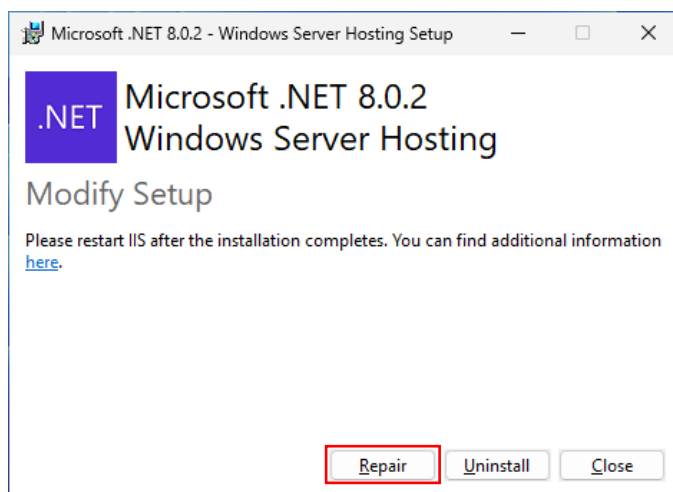 Microsoft .NET 8.0.2 - Windows Server Hosting Setup
.NET
Microsoft .NET 8.0.2
Windows Server Hosting
Modify Setup
Please restart IIS after the installation completes. You can find additional information
here.
Repair
Uninstall
Close